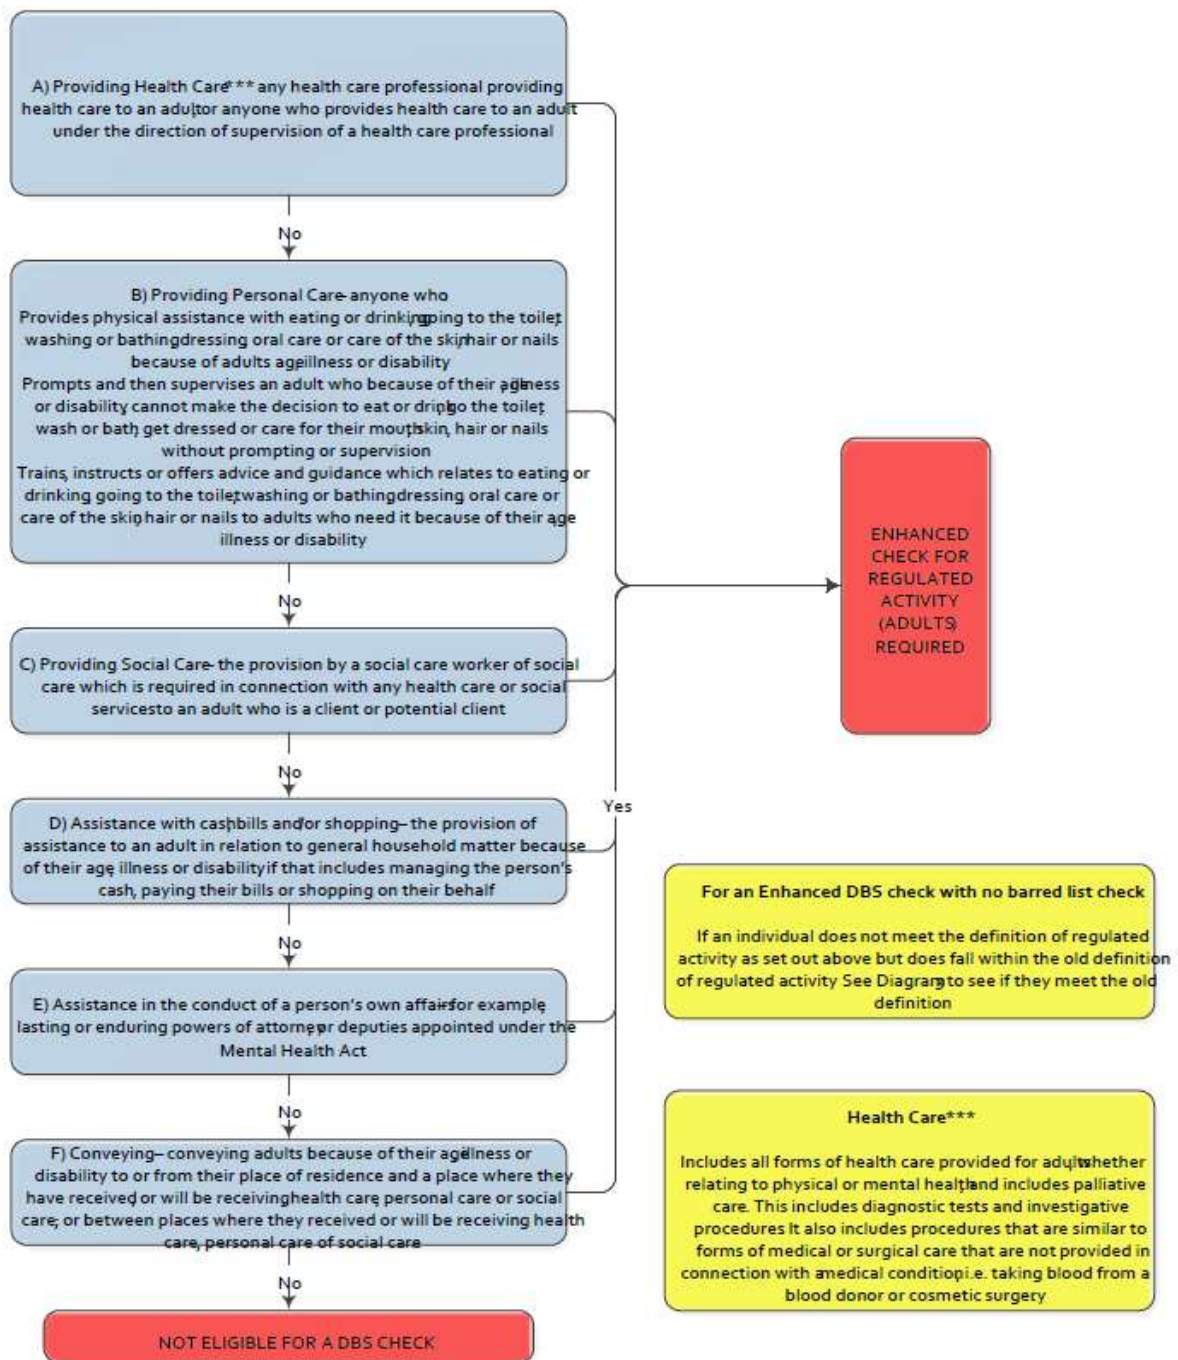 A) Providing Health Care*** any health care professional providing
health care to an adult, or anyone who provides health care to an adult
under the direction of supervision of a health care professional
No
B) Providing Personal Care – anyone who
Provides physical assistance with eating or drinking, going to the toilet,
washing or bathing, dressing oral care or care of the skin, hair or nails
because of adults age, illness or disability
Prompts and then supervises an adult who because of their age, illness
or disability, cannot make the decision to eat or drink, go the toilet,
wash or bath, get dressed or care for their mouth, skin, hair or nails
without prompting or supervision
Trains, instructs or offers advice and guidance which relates to eating or
drinking, going to the toilet, washing or bathing, dressing oral care or
care of the skin, hair or nails to adults who need it because of their age,
illness or disability
No
C) Providing Social Care – the provision by a social care worker of social
care which is required in connection with any health care or social
services to an adult who is a client or potential client
No
D) Assistance with cash, bills and/or shopping – the provision of
assistance to an adult in relation to general household matter because
of their age, illness or disability if that includes managing the person's
cash, paying their bills or shopping on their behalf
No
E) Assistance in the conduct of a person's own affairs – for example,
lasting or enduring powers of attorney, or deputies appointed under the
Mental Health Act
No
F) Conveying – conveying adults because of their age, illness or
disability to or from their place of residence and a place where they
have received, or will be receiving, health care, personal care or social
care; or between places where they received or will be receiving health
care, personal care of social care
No
NOT ELIGIBLE FOR A DBS CHECK
Yes
ENHANCED
CHECK FOR
REGULATED
ACTIVITY
(ADULTS)
REQUIRED
For an Enhanced DBS check with no barred list check
If an individual does not meet the definition of regulated
activity as set out above but does fall within the old definition
of regulated activity See Diagram to see if they meet the old
definition
Health Care***
Includes all forms of health care provided for adults, whether
relating to physical or mental health and includes palliative
care. This includes diagnostic tests and investigative
procedures. It also includes procedures that are similar to
forms of medical or surgical care that are not provided in
connection with a medical condition, i.e. taking blood from a
blood donor or cosmetic surgery.